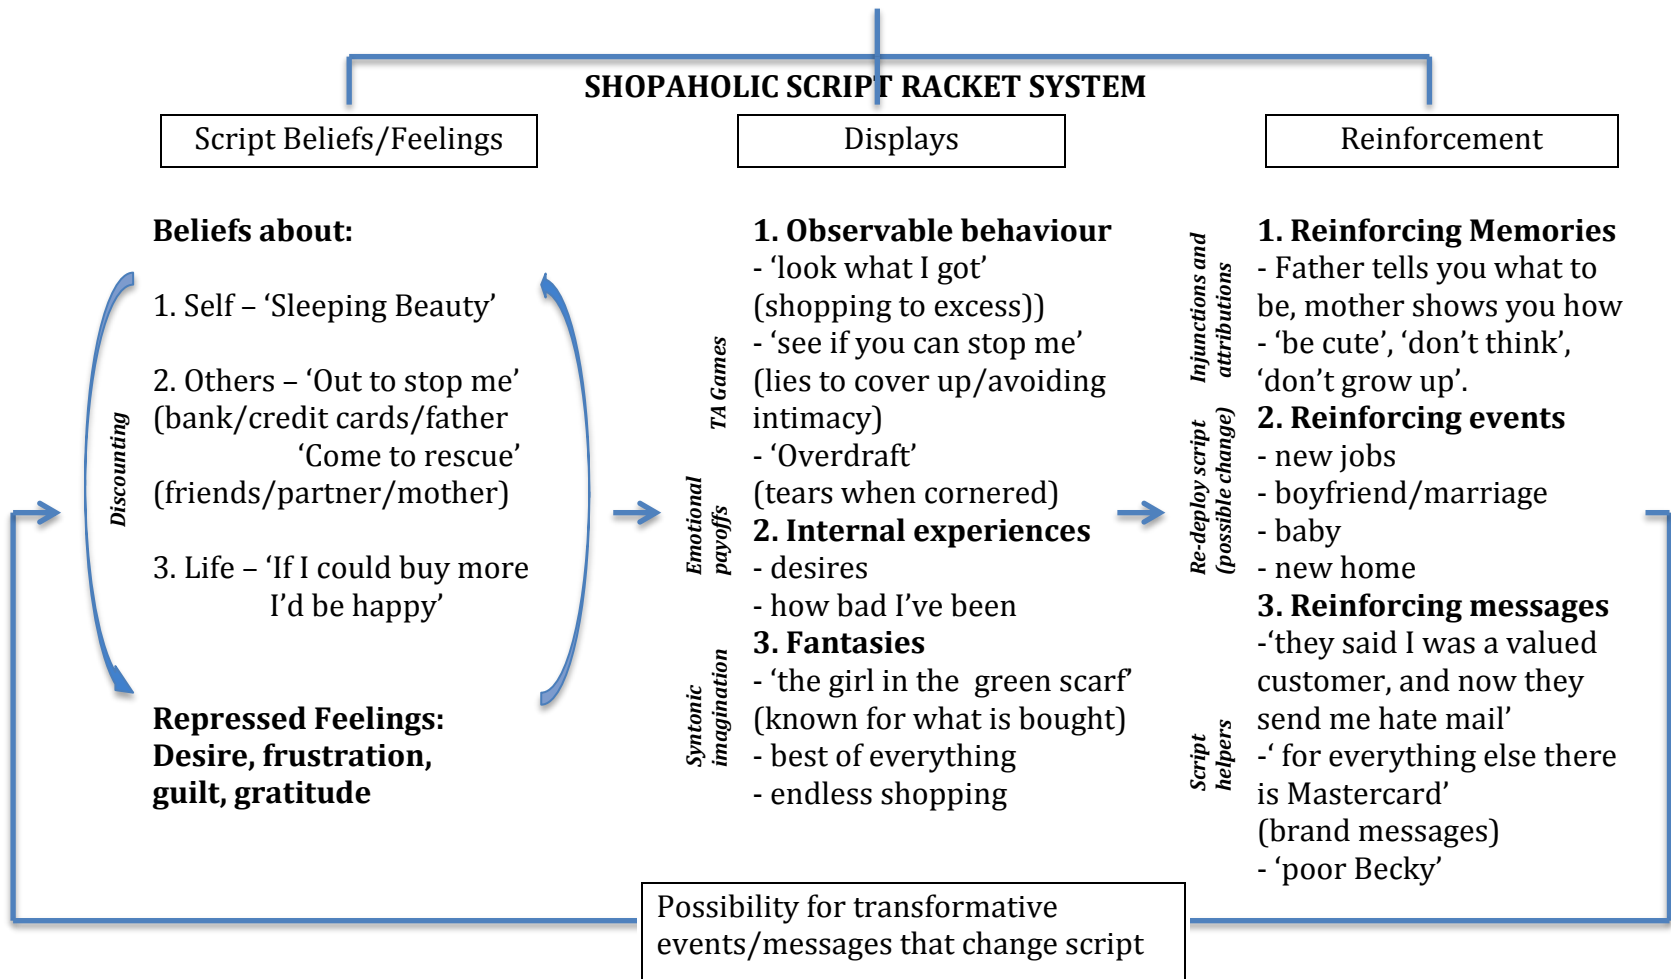 SHOPAHOLIC SCRIPT RACKET SYSTEM
Script Beliefs/Feelings
Beliefs about:
1. Self – ‘Sleeping Beauty’
2. Others – ‘Out to stop me’
(bank/credit cards/father
‘Come to rescue’
(friends/partner/mother)
3. Life – ‘If I could buy more
I’d be happy’
Discounting
Repressed Feelings:
Desire, frustration,
guilt, gratitude
Displays
1. Observable behaviour
- ‘look what I got’
(shopping to excess))
- ‘see if you can stop me’
(lies to cover up/avoiding
intimacy)
- ‘Overdraft’
(tears when cornered)
TA Games
2. Internal experiences
- desires
- how bad I’ve been
Emotional
payoffs
3. Fantasies
- ‘the girl in the  green scarf’
(known for what is bought)
- best of everything
- endless shopping
Syntonic
imagination
Reinforcement
1. Reinforcing Memories
- Father tells you what to
be, mother shows you how
- ‘be cute’, ‘don’t think’,
‘don’t grow up’.
Injunctions and
attributions
2. Reinforcing events
- new jobs
- boyfriend/marriage
- baby
- new home
Re-deploy script
(possible change)
3. Reinforcing messages
-‘they said I was a valued
customer, and now they
send me hate mail’
-‘ for everything else there
is Mastercard’
(brand messages)
- ‘poor Becky’
Script
helpers
Possibility for transformative
events/messages that change script